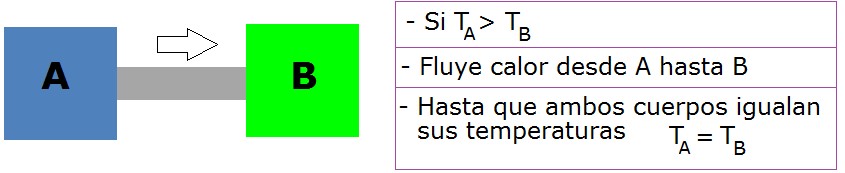 A
B
- Si TA > TB
- Fluye calor desde A hasta B
- Hasta que ambos cuerpos igualan
sus temperaturas TA = TB